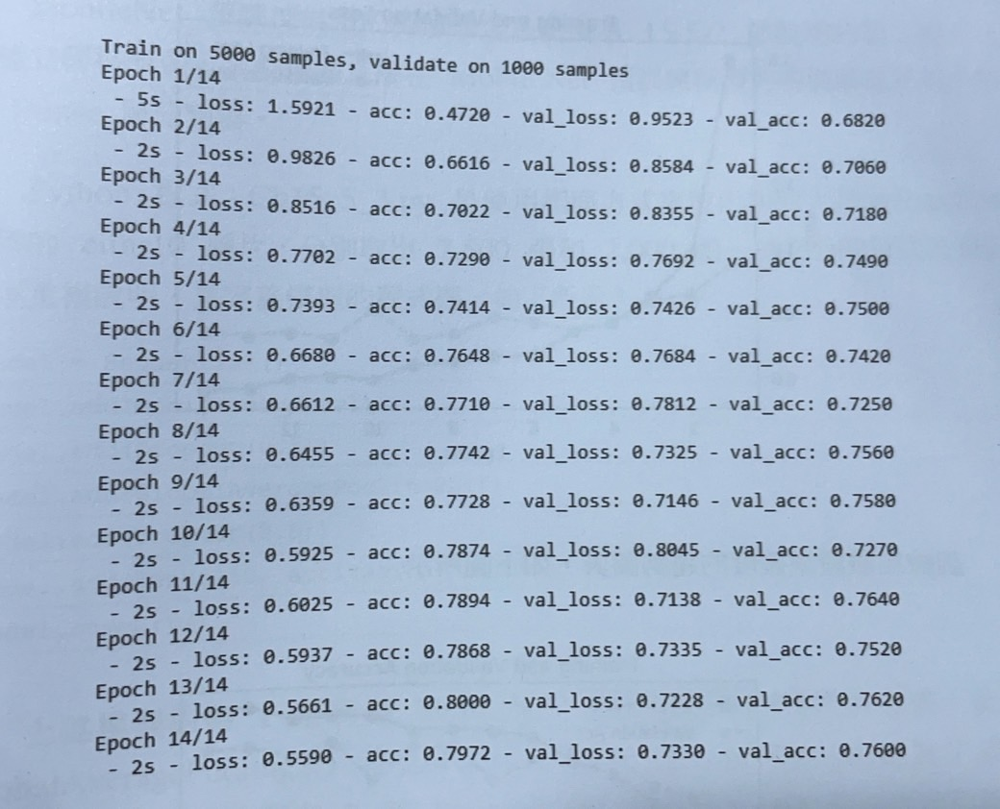 Train on 5000 samples, validate on 1000 samples
Epoch 1/14
- 5s - loss: 1.5921 - acc: 0.4720 - val_loss: 0.9523 - val_acc: 0.6820
Epoch 2/14
- 2s - loss: 0.9826 - acc: 0.6616 - val_loss: 0.8584 - val_acc: 0.7060
Epoch 3/14
- 2s - loss: 0.8516 - acc: 0.7022 - val_loss: 0.8355 - val_acc: 0.7180
Epoch 4/14
- 2s - loss: 0.7702 - acc: 0.7290 - val_loss: 0.7692 - val_acc: 0.7490
Epoch 5/14
- 2s - loss: 0.7393 - acc: 0.7414 - val_loss: 0.7426 - val_acc: 0.7500
Epoch 6/14
- 2s - loss: 0.6680 - acc: 0.7648 - val_loss: 0.7684 - val_acc: 0.7420
Epoch 7/14
- 2s - loss: 0.6612 - acc: 0.7710 - val_loss: 0.7812 - val_acc: 0.7250
Epoch 8/14
- 2s - loss: 0.6455 - acc: 0.7742 - val_loss: 0.7325 - val_acc: 0.7560
Epoch 9/14
- 2s - loss: 0.6359 - acc: 0.7728 - val_loss: 0.7146 - val_acc: 0.7580
Epoch 10/14
- 2s - loss: 0.5925 - acc: 0.7874 - val_loss: 0.8045 - val_acc: 0.7270
Epoch 11/14
- 2s - loss: 0.6025 - acc: 0.7894 - val_loss: 0.7138 - val_acc: 0.7640
Epoch 12/14
- 2s - loss: 0.5937 - acc: 0.7868 - val_loss: 0.7335 - val_acc: 0.7520
Epoch 13/14
- 2s - loss: 0.5661 - acc: 0.8000 - val_loss: 0.7228 - val_acc: 0.7620
Epoch 14/14
- 2s - loss: 0.5590 - acc: 0.7972 - val_loss: 0.7330 - val_acc: 0.7600